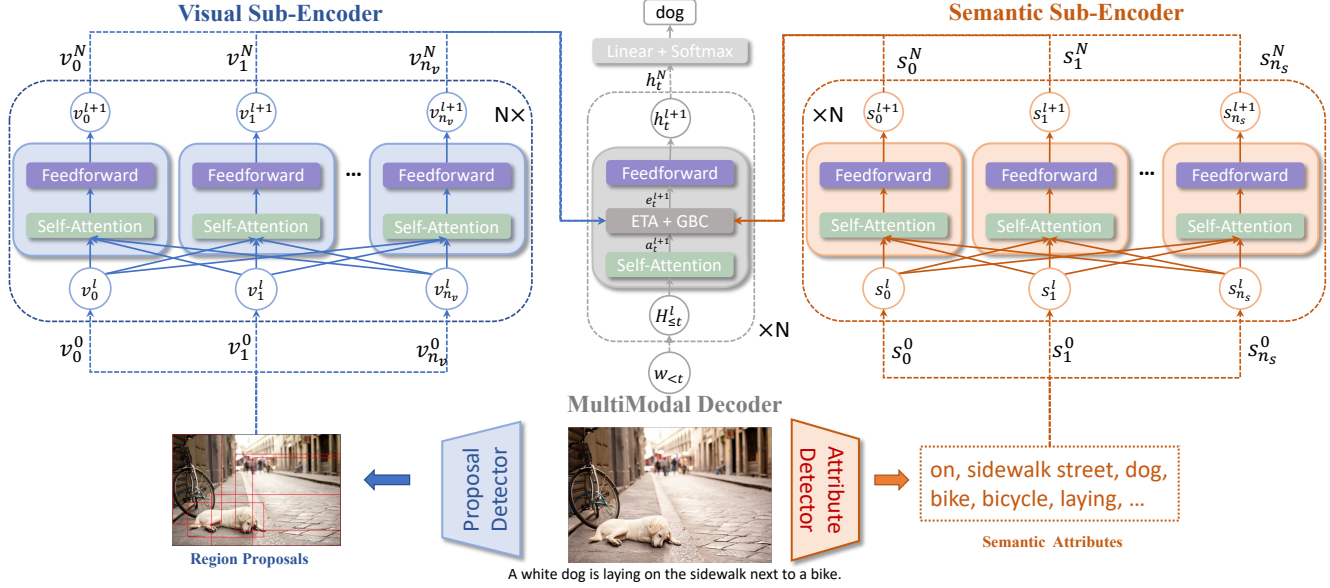 Visual Sub-Encoder
dog
Semantic Sub-Encoder
Linear + Softmax
v_0^N
v_1^N
v_{n_v}^N
h_t^N
s_0^N
s_1^N
s_{n_s}^N
v_0^{l+1}
v_1^{l+1}
v_{n_v}^{l+1}
N×
h_t^{l+1}
×N
s_0^{l+1}
s_1^{l+1}
s_{n_s}^{l+1}
Feedforward
Feedforward
...
Feedforward
Feedforward
Feedforward
Feedforward
...
Feedforward
e_t^{l+1}
Self-Attention
Self-Attention
Self-Attention
ETA + GBC
Self-Attention
Self-Attention
Self-Attention
a_t^{l+1}
Self-Attention
v_0^l
v_1^l
v_{n_v}^l
H_{≤t}^l
s_0^l
s_1^l
s_{n_s}^l
×N
v_0^0
v_1^0
v_{n_v}^0
s_0^0
s_1^0
s_{n_s}^0
w_{<t}
MultiModal Decoder
Proposal
Detector
Attribute
Detector
on, sidewalk street, dog,
bike, bicycle, laying, ...
Region Proposals
Semantic Attributes
A white dog is laying on the sidewalk next to a bike.